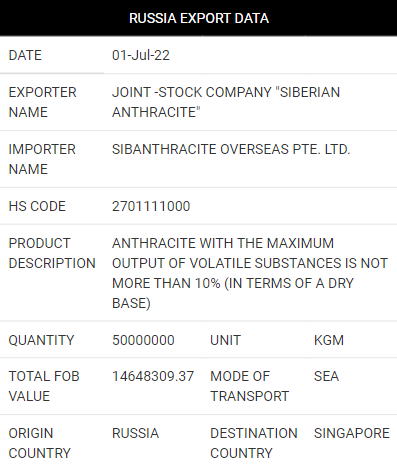 RUSSIA EXPORT DATA
DATE 01-Jul-22
EXPORTER NAME JOINT -STOCK COMPANY "SIBERIAN
ANTHRACITE"
IMPORTER NAME SIBANTHRACITE OVERSEAS PTE. LTD.
HS CODE 2701111000
PRODUCT DESCRIPTION ANTHRACITE WITH THE MAXIMUM
OUTPUT OF VOLATILE SUBSTANCES IS NOT
MORE THAN 10% (IN TERMS OF A DRY
BASE)
QUANTITY 50000000 UNIT KGM
TOTAL FOB VALUE 14648309.37 MODE OF TRANSPORT SEA
ORIGIN COUNTRY RUSSIA DESTINATION COUNTRY SINGAPORE